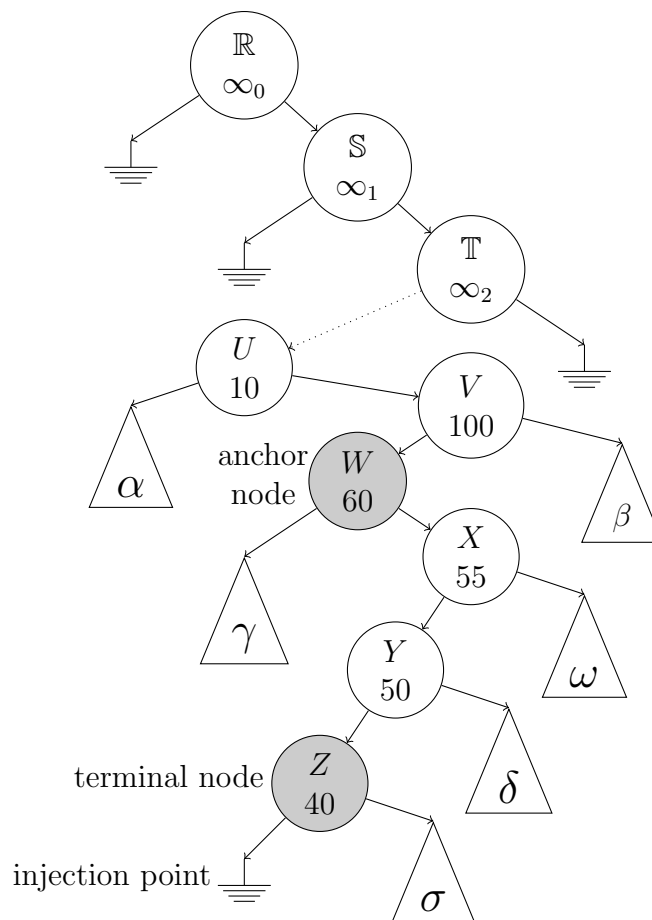 ℝ
∞₀
𝕊
∞₁
𝕋
∞₂
U
10
V
100
anchor
node
W
60
α
β
X
55
γ
ω
Y
50
terminal node
Z
40
δ
injection point
σ